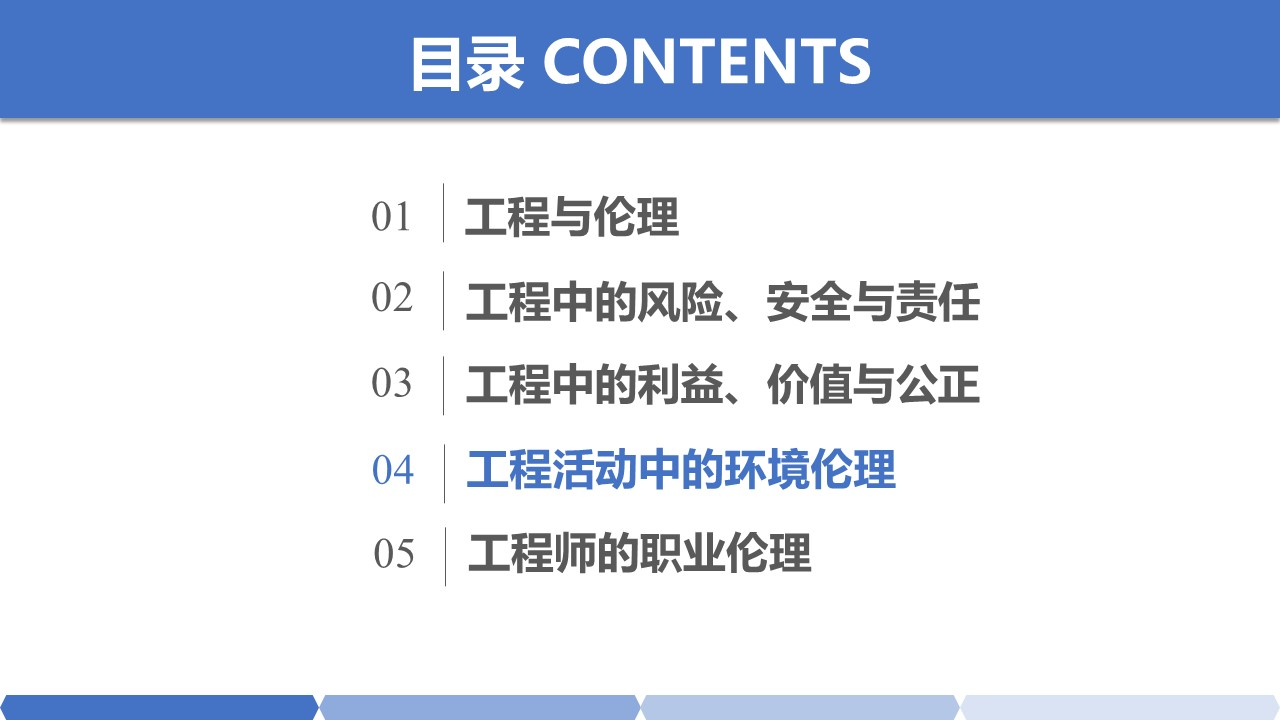 目录 CONTENTS
01 工程与伦理
02 工程中的风险、安全与责任
03 工程中的利益、价值与公正
04 工程活动中的环境伦理
05 工程师的职业伦理